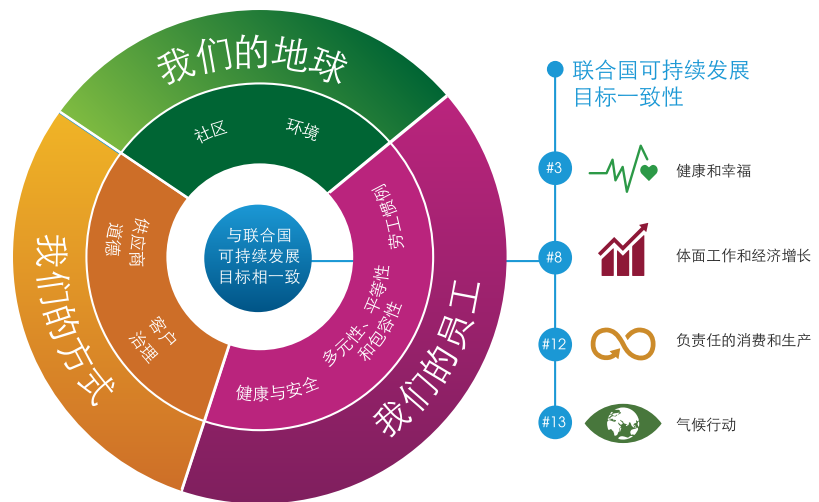 我们的地球
社区
环境
我们的方式
供应商
道德
客户
治理
我们的员工
劳工惯例
多元性、平等性
和包容性
健康与安全
与联合国
可持续发展
目标相一致
联合国可持续发展
目标一致性
#3
健康和幸福
#8
体面工作和经济增长
#12
负责任的消费和生产
#13
气候行动